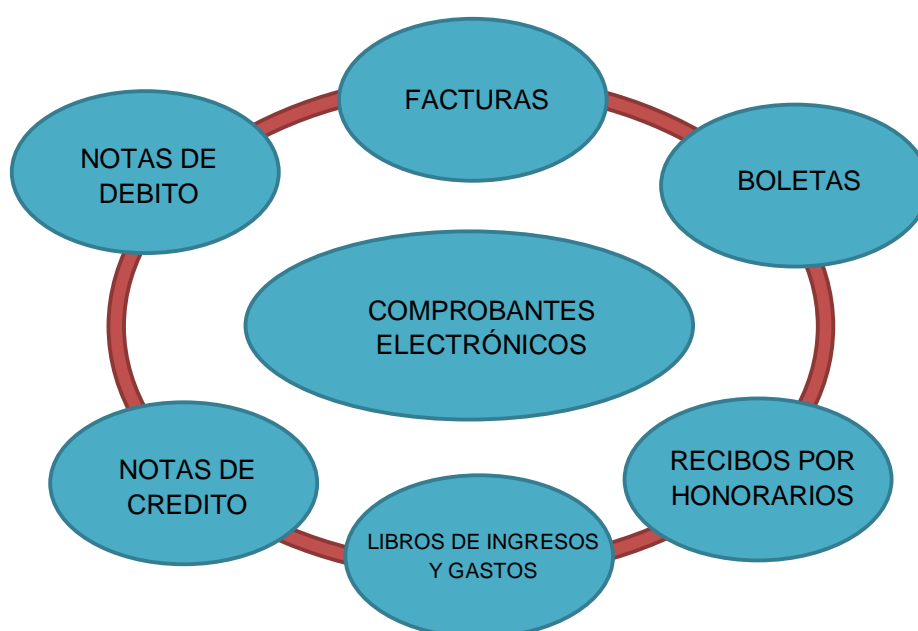 FACTURAS
BOLETAS
RECIBOS POR
HONORARIOS
LIBROS DE INGRESOS
Y GASTOS
NOTAS DE
CREDITO
NOTAS DE
DEBITO
COMPROBANTES
ELECTRÓNICOS